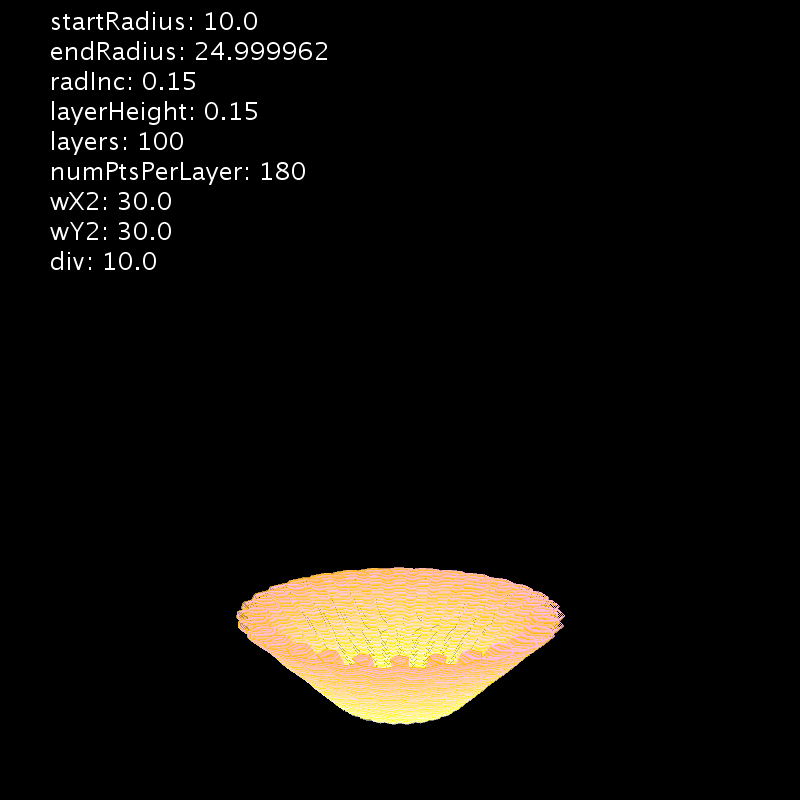 startRadius: 10.0
endRadius: 24.999962
radInc: 0.15
layerHeight: 0.15
layers: 100
numPtsPerLayer: 180
wX2: 30.0
wY2: 30.0
div: 10.0